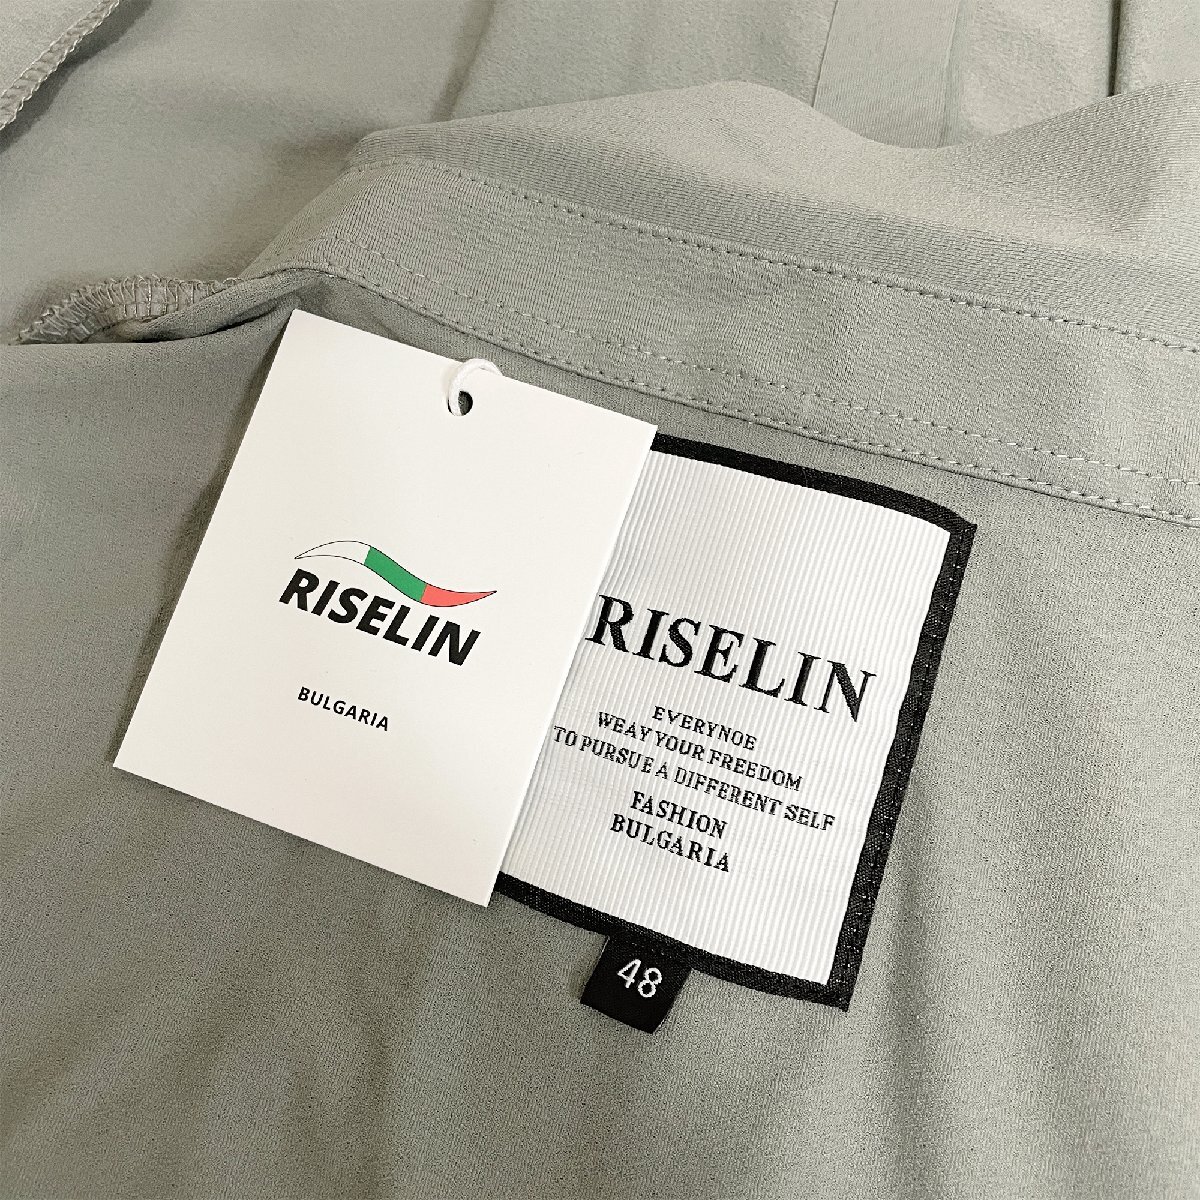 RISELIN
BULGARIA
RISELIN
EVERYNOE
WEAY YOUR FREEDOM
TO PURSUE A DIFFERENT SELF
FASHION
BULGARIA
48